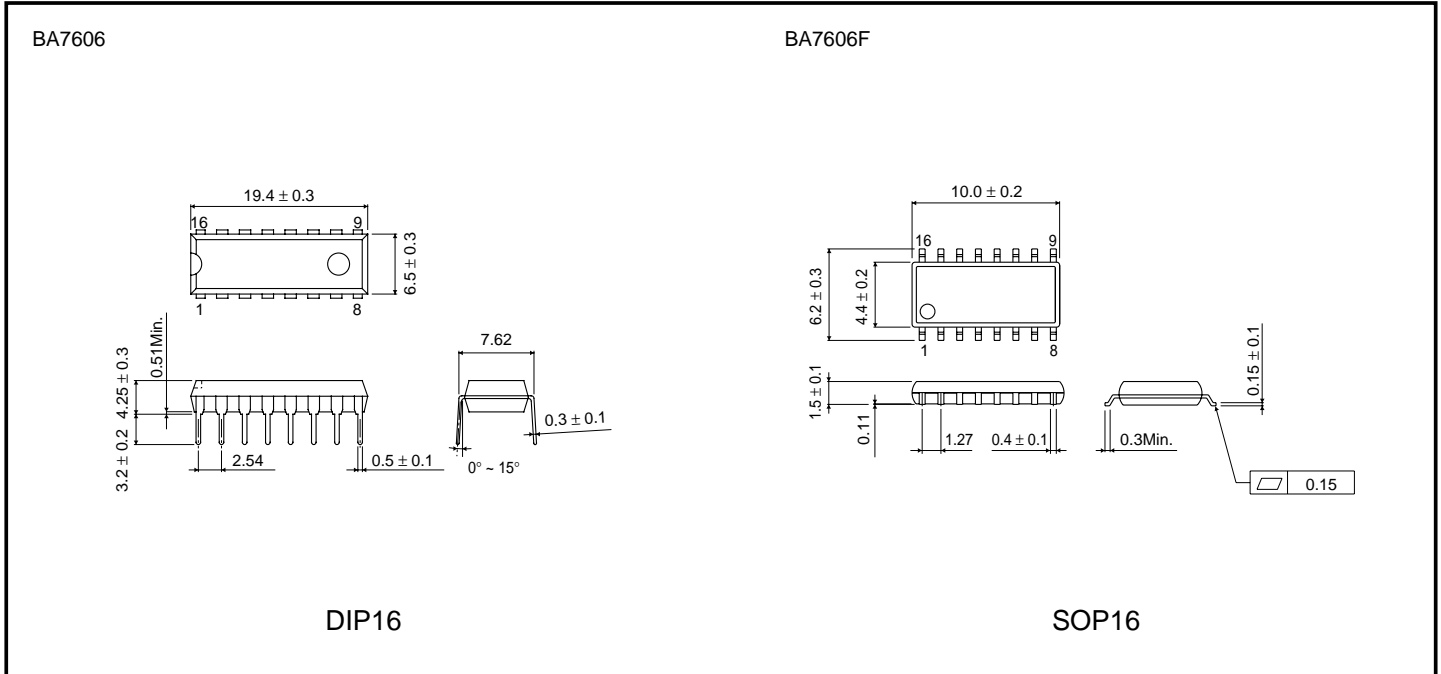 BA7606
19.4 ± 0.3
16 9
6.5 ± 0.3
1 8
0.51Min.
4.25 ± 0.3
3.2 ± 0.2
2.54
0.5 ± 0.1
7.62
0.3 ± 0.1
0° ~ 15°
DIP16
BA7606F
10.0 ± 0.2
16 9
6.2 ± 0.3
4.4 ± 0.2
1 8
1.5 ± 0.1
0.11
1.27
0.4 ± 0.1
0.3Min.
0.15 ± 0.1
0.15
SOP16